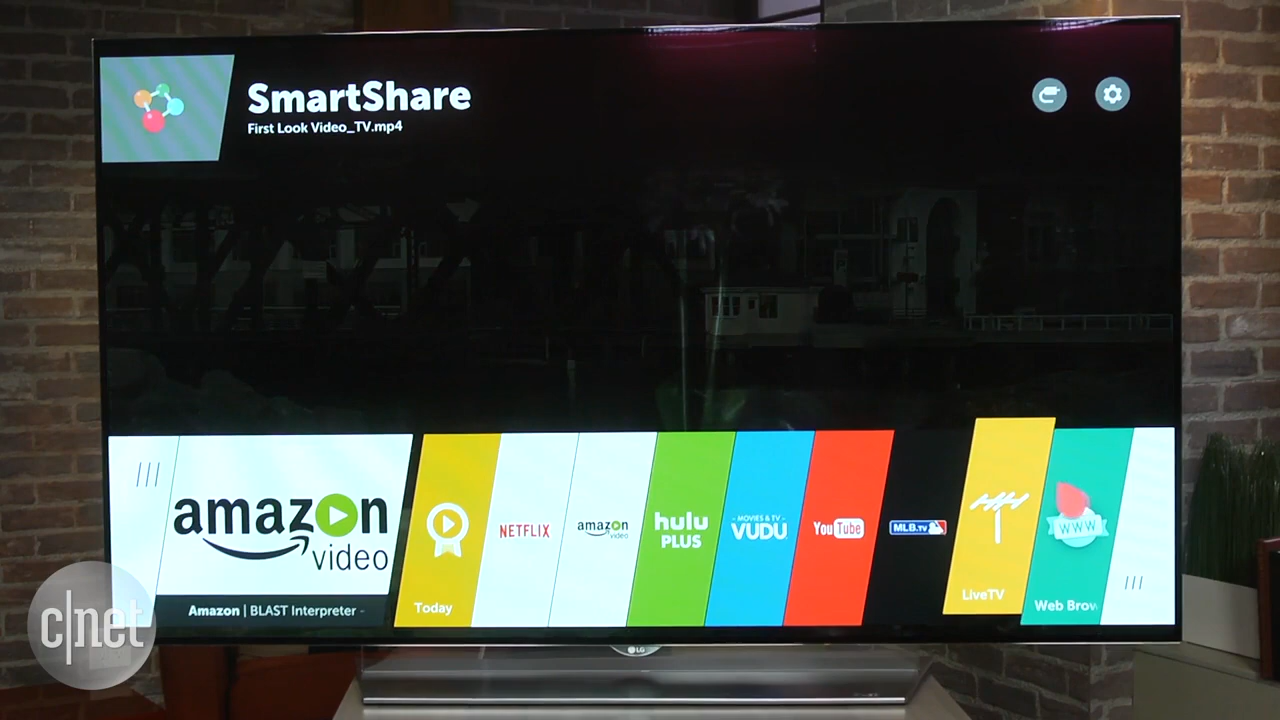 SmartShare
First Look Video_TV.mp4
amazon
video
Amazon | BLAST Interpreter -
Today
NETFLIX
amazon
video
hulu
PLUS
- MOVIES & TV -
VUDU
YouTube
MLB.tv
LiveTV
WWW
Web Brow
c|net
LG